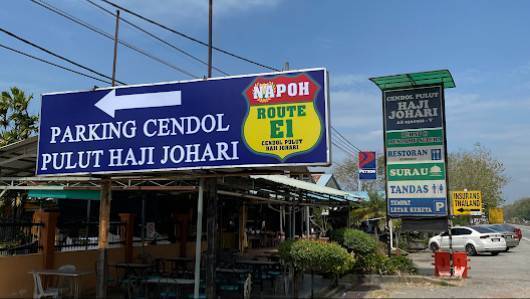 PARKING CENDOL
PULUT HAJI JOHARI
NAPOH
ROUTE
E1
CENDOL PULUT
HAJI JOHARI
CENDOL PULUT
HAJI
JOHARI
RESTORAN
SURAU
TANDAS
TEMPAT
LETAK KERETA
P
INSURANS
THAILAND